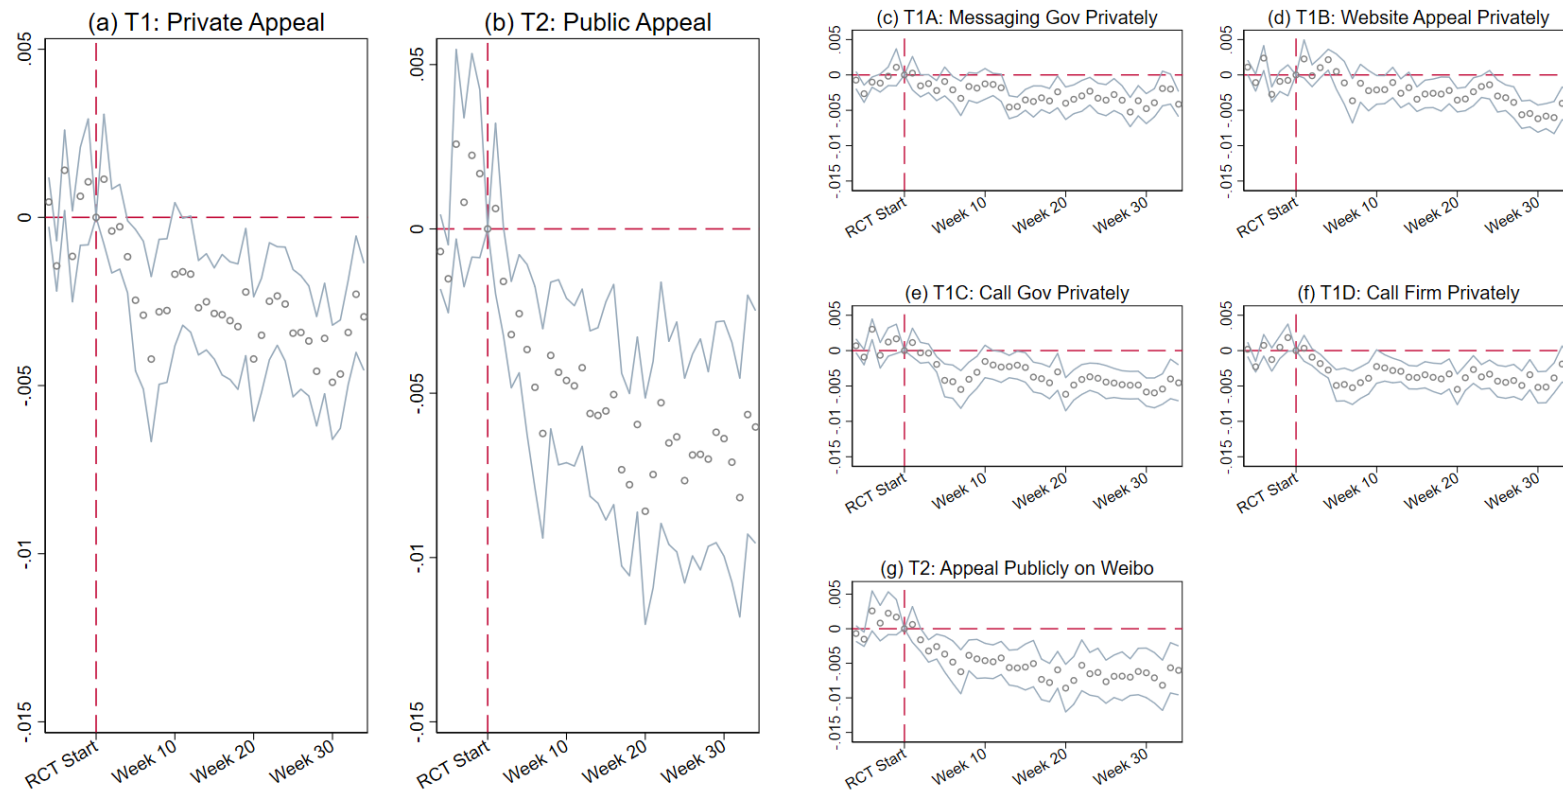 (a) T1: Private Appeal
.005
0
-.005
-.01
-.015
RCT Start
Week 10
Week 20
Week 30
(b) T2: Public Appeal
.005
0
-.005
-.01
-.015
RCT Start
Week 10
Week 20
Week 30
(c) T1A: Messaging Gov Privately
.005
0
-.005
-.01
-.015
RCT Start
Week 10
Week 20
Week 30
(d) T1B: Website Appeal Privately
.005
0
-.005
-.01
-.015
RCT Start
Week 10
Week 20
Week 30
(e) T1C: Call Gov Privately
.005
0
-.005
-.01
-.015
RCT Start
Week 10
Week 20
Week 30
(f) T1D: Call Firm Privately
.005
0
-.005
-.01
-.015
RCT Start
Week 10
Week 20
Week 30
(g) T2: Appeal Publicly on Weibo
.005
0
-.005
-.01
-.015
RCT Start
Week 10
Week 20
Week 30